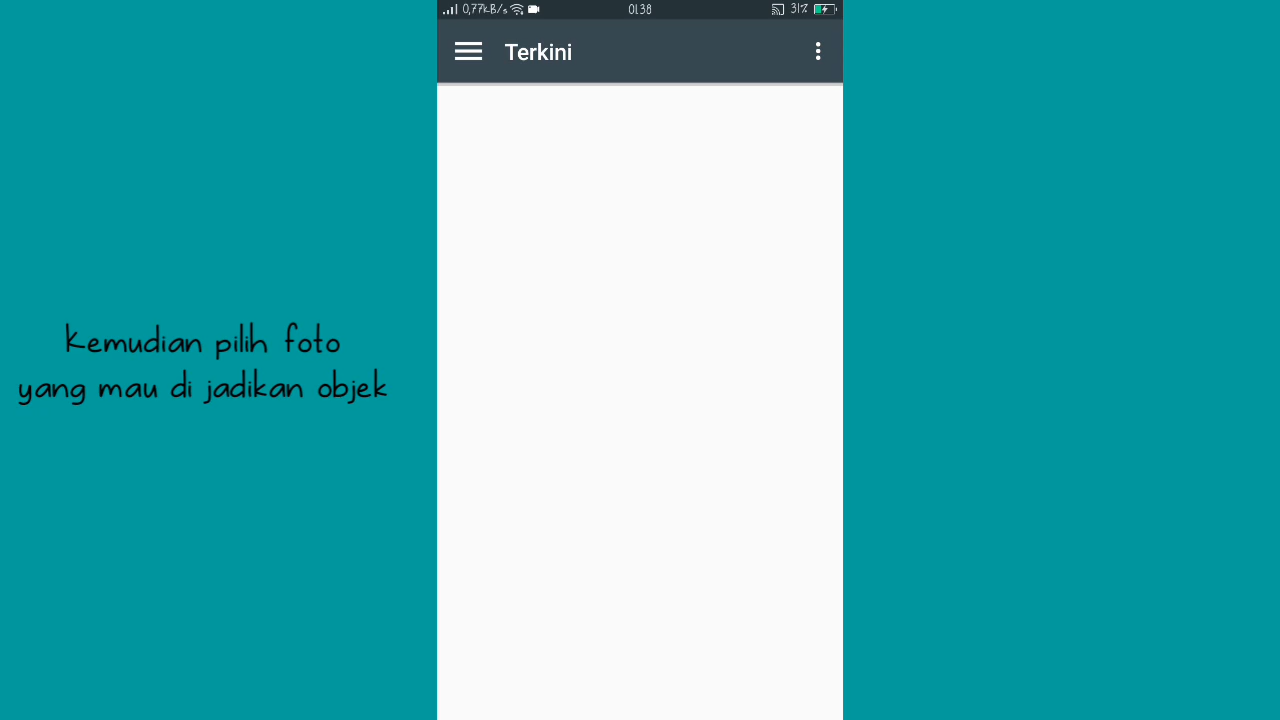 0,77KB/s 01.38 31%
Terkini
Kemudian pilih foto
yang mau di jadikan objek